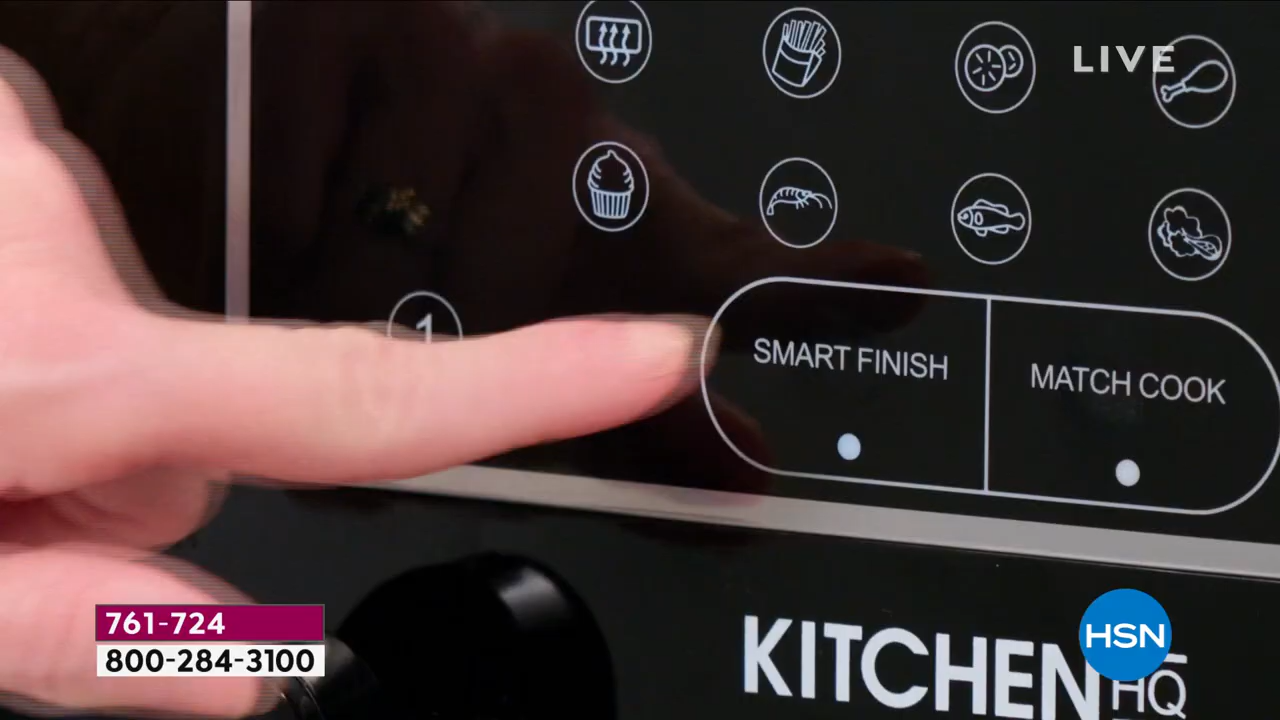 LIVE
1
SMART FINISH
MATCH COOK
761-724
800-284-3100
KITCHEN
HQ
HSN